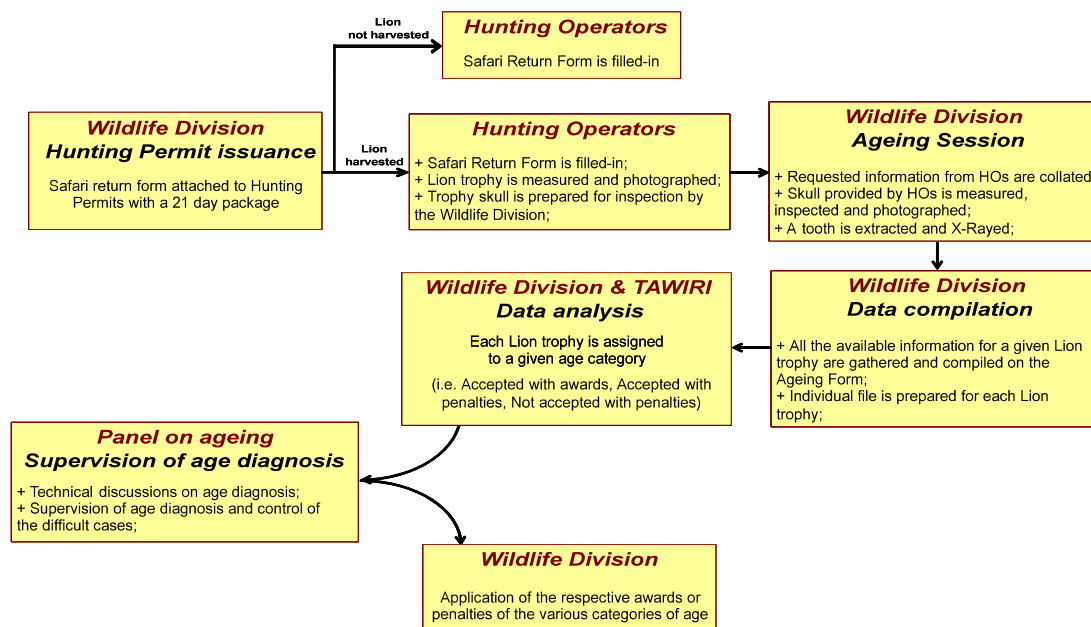 Lion
not harvested
Hunting Operators
Safari Return Form is filled-in
Wildlife Division
Hunting Permit issuance
Safari return form attached to Hunting
Permits with a 21 day package
Lion
harvested
Hunting Operators
+ Safari Return Form is filled-in;
+ Lion trophy is measured and photographed;
+ Trophy skull is prepared for inspection by
the Wildlife Division;
Wildlife Division
Ageing Session
+ Requested information from HOs are collated
+ Skull provided by HOs is measured,
inspected and photographed;
+ A tooth is extracted and X-Rayed;
Wildlife Division
Data compilation
+ All the available information for a given Lion
trophy are gathered and compiled on the
Ageing Form;
+ Individual file is prepared for each Lion
trophy;
Wildlife Division & TAWIRI
Data analysis
Each Lion trophy is assigned
to a given age category
(i.e. Accepted with awards, Accepted with
penalties, Not accepted with penalties)
Panel on ageing
Supervision of age diagnosis
+ Technical discussions on age diagnosis;
+ Supervision of age diagnosis and control of
the difficult cases;
Wildlife Division
Application of the respective awards or
penalties of the various categories of age